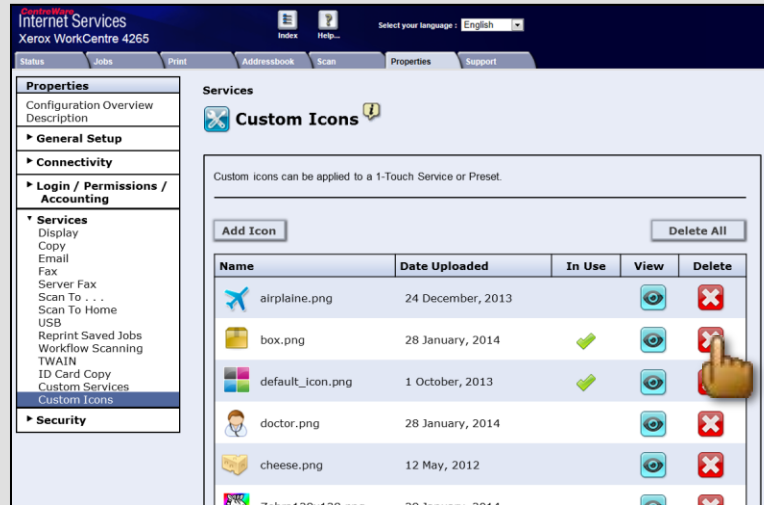 CentreWare
Internet Services
Xerox WorkCentre 4265
Index
Help...
Select your language :
English
Status
Jobs
Print
Addressbook
Scan
Properties
Support
Properties
Configuration Overview
Description
General Setup
Connectivity
Login / Permissions /
Accounting
Services
Display
Copy
Email
Fax
Server Fax
Scan To . . .
Scan To Home
USB
Reprint Saved Jobs
Workflow Scanning
TWAIN
ID Card Copy
Custom Services
Custom Icons
Security
Services
Custom Icons
Custom icons can be applied to a 1-Touch Service or Preset.
Add Icon
Delete All
Name Date Uploaded In Use View Delete
airplaine.png 24 December, 2013
box.png 28 January, 2014
default_icon.png 1 October, 2013
doctor.png 28 January, 2014
cheese.png 12 May, 2012